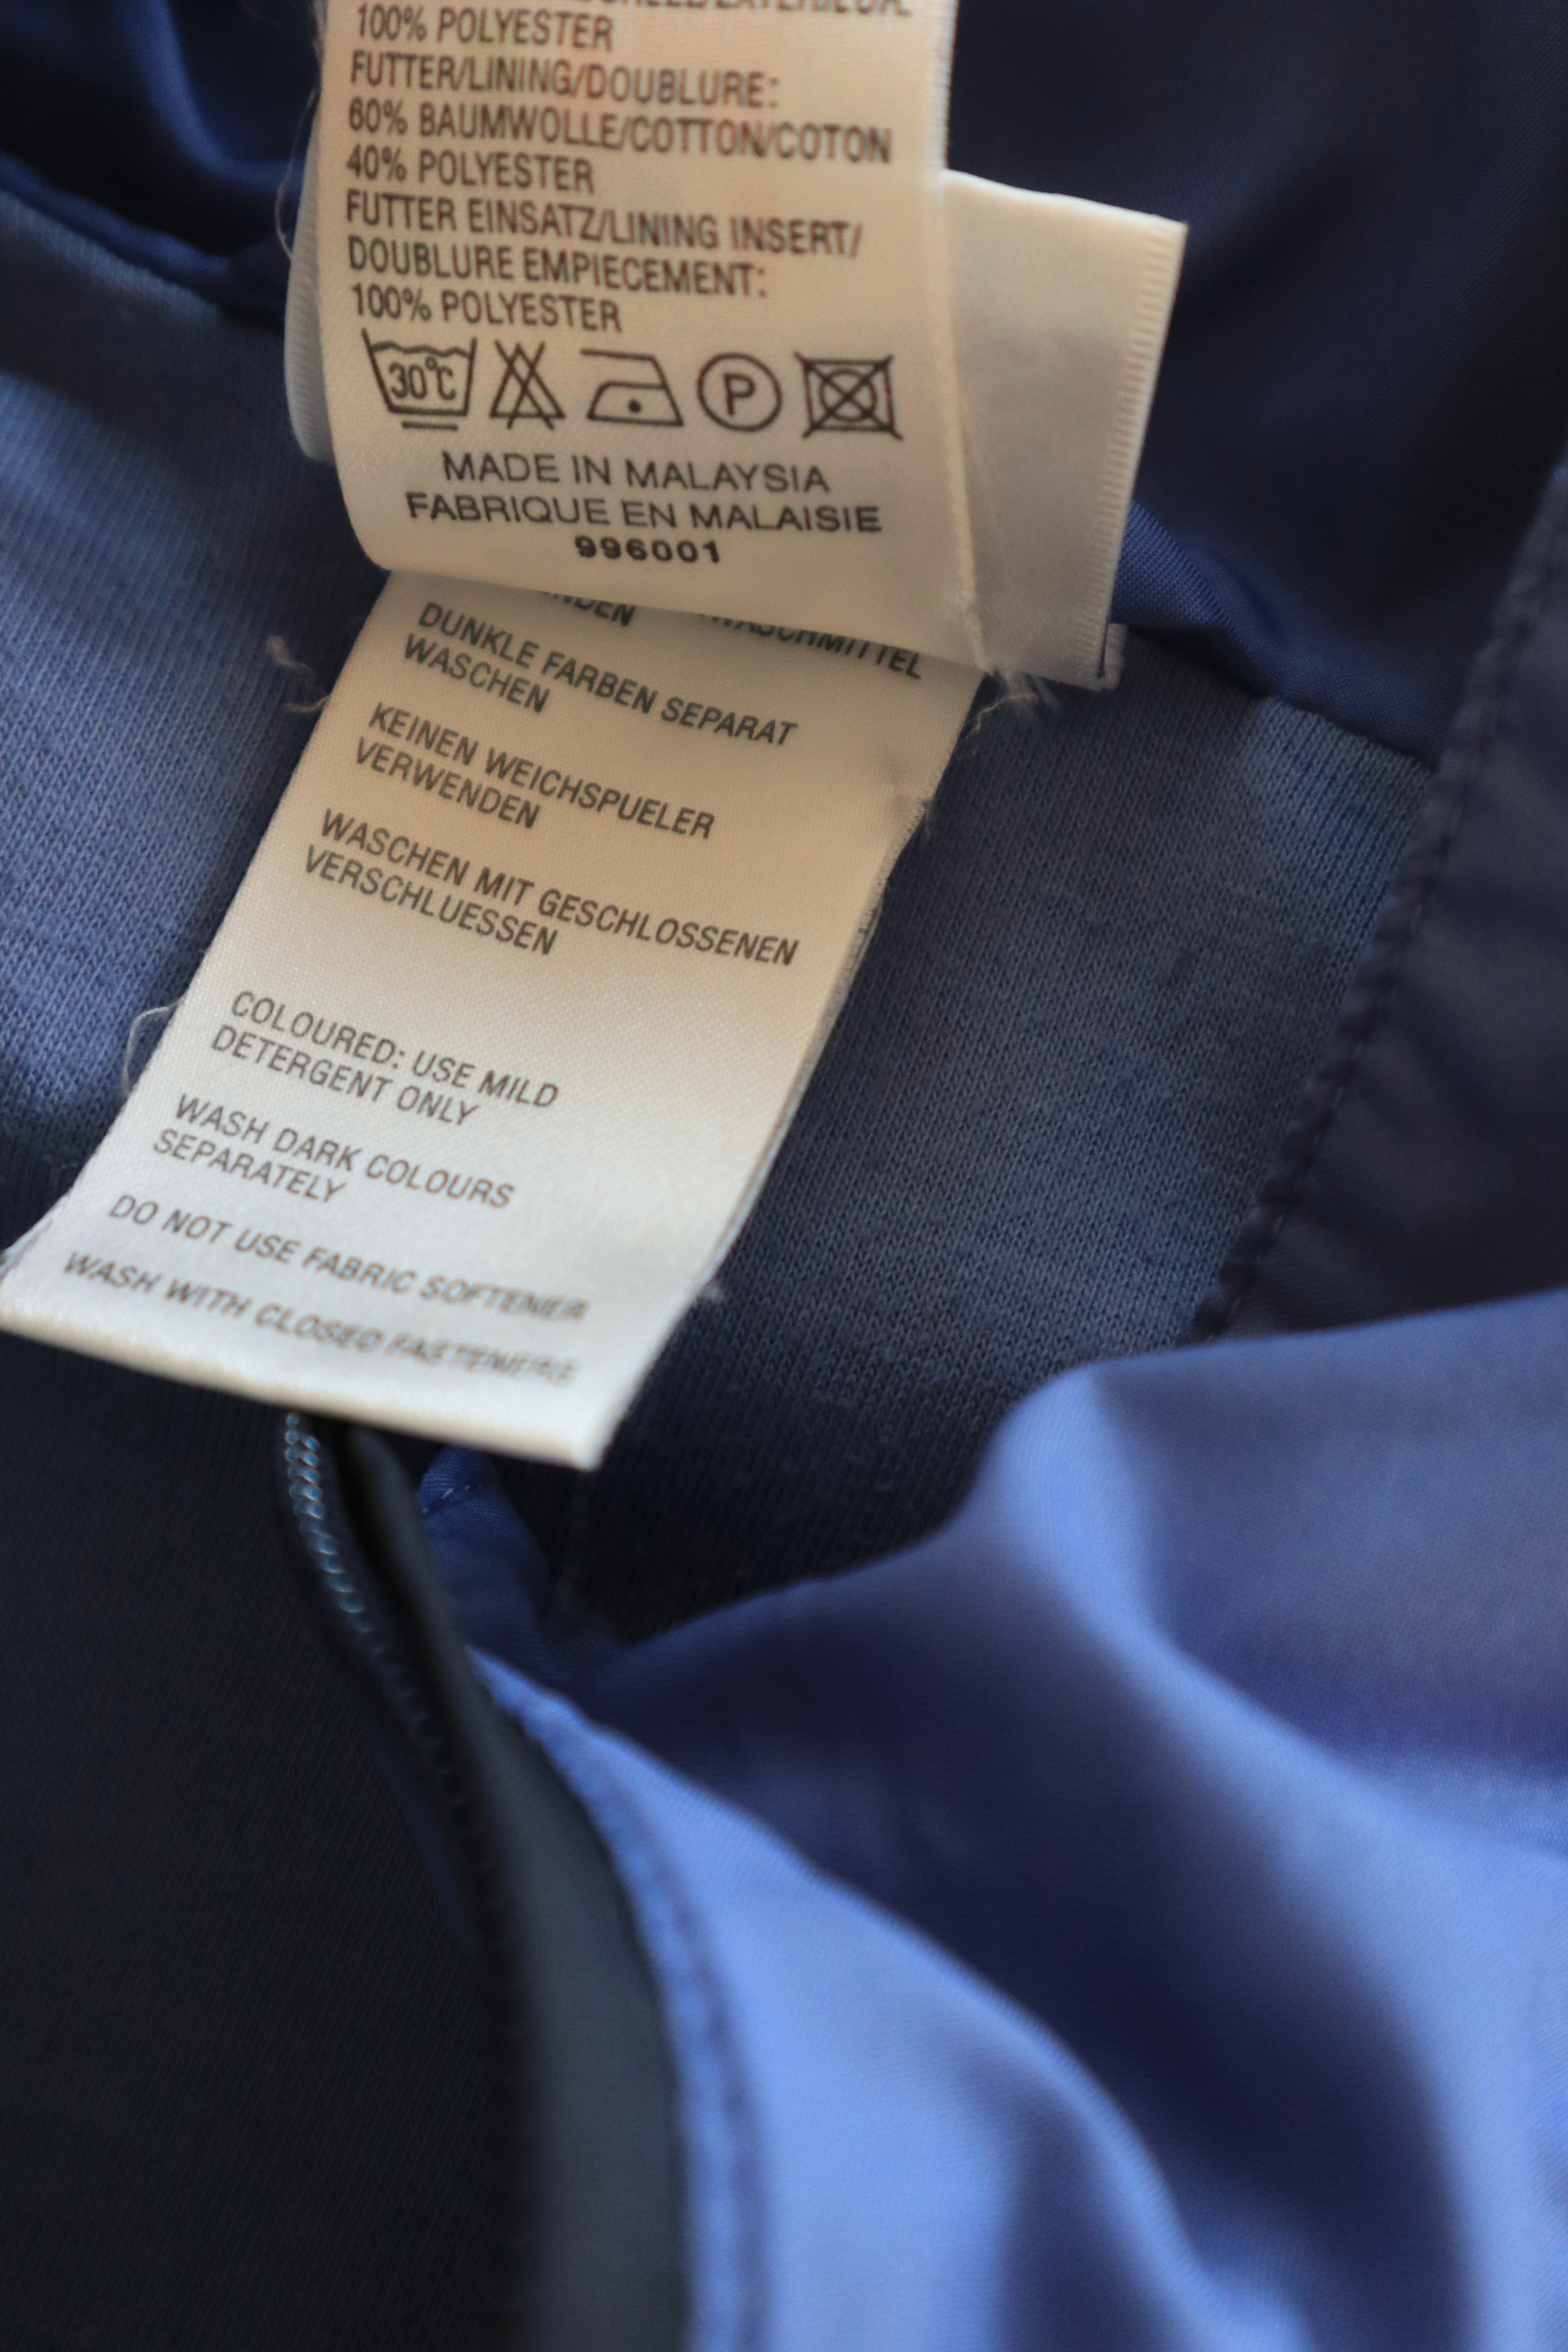 100% POLYESTER
FUTTER/LINING/DOUBLURE:
60% BAUMWOLLE/COTTON/COTON
40% POLYESTER
FUTTER EINSATZ/LINING INSERT/
DOUBLURE EMPIECEMENT:
100% POLYESTER
30°C P
MADE IN MALAYSIA
FABRIQUE EN MALAISIE
996001
DUNKLE FARBEN SEPARAT
WASCHEN
KEINEN WEICHSPUELER
VERWENDEN
WASCHEN MIT GESCHLOSSENEN
VERSCHLUESSEN
COLOURED: USE MILD
DETERGENT ONLY
WASH DARK COLOURS
SEPARATELY
DO NOT USE FABRIC SOFTENER
WASH WITH CLOSED FASTENERS